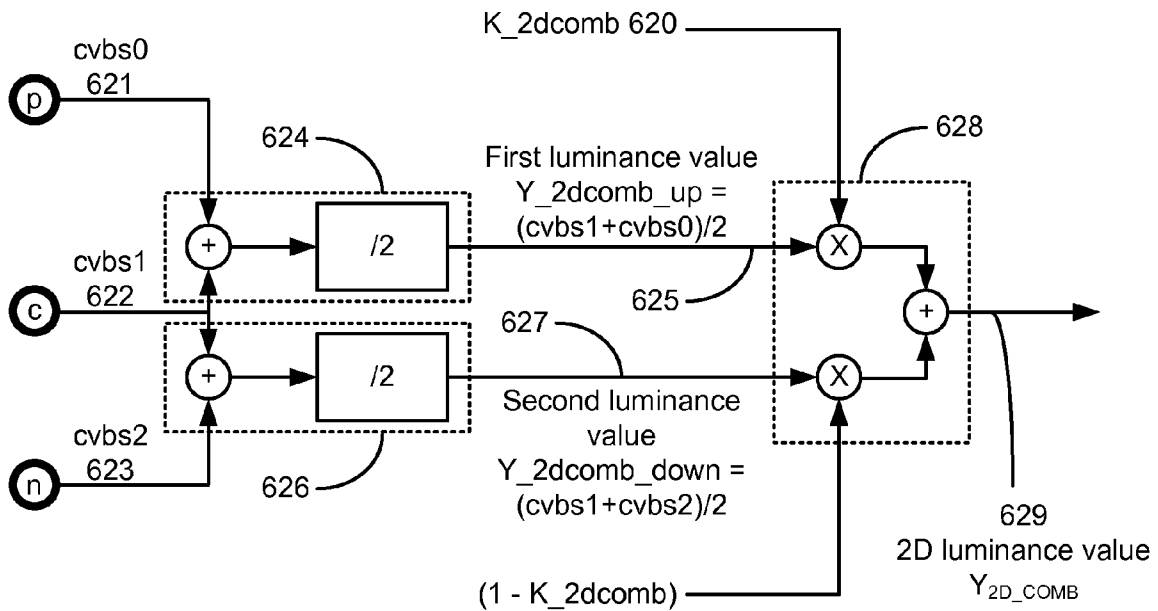 K_2dcomb 620
cvbs0
621
p
624
628
First luminance value
Y_2dcomb_up =
(cvbs1+cvbs0)/2
+
/2
X
cvbs1
622
c
625
+
627
+
/2
X
Second luminance
value
Y_2dcomb_down =
(cvbs1+cvbs2)/2
cvbs2
623
n
626
629
2D luminance value
Y2D_COMB
(1 - K_2dcomb)